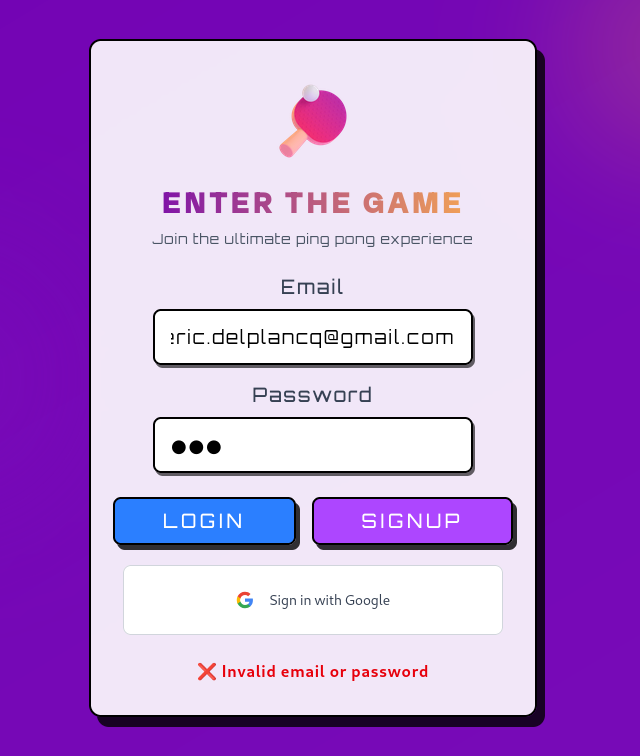 ENTER THE GAME
Join the ultimate ping pong experience
Email
eric.delplancq@gmail.com
Password
●●●
LOGIN SIGNUP
Sign in with Google
❌ Invalid email or password